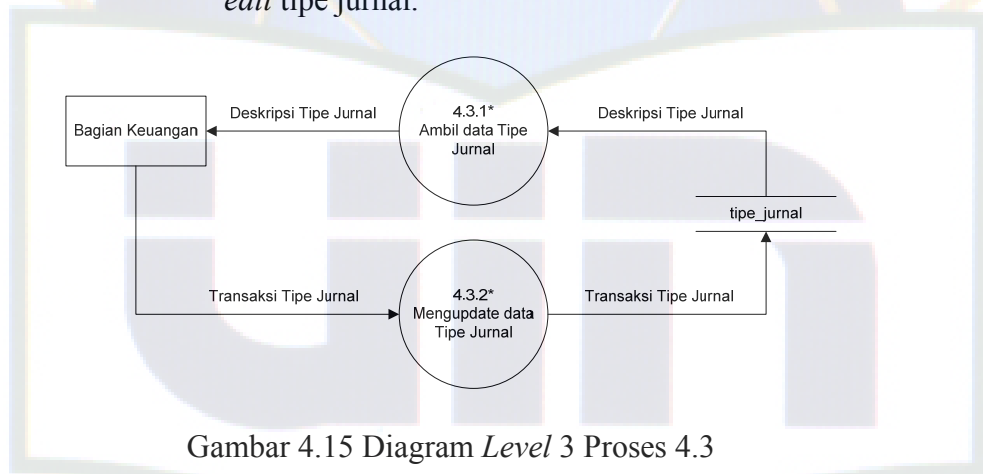 edit tipe jurnal.
4.3.1*
Deskripsi Tipe Jurnal
Deskripsi Tipe Jurnal
Bagian Keuangan
Ambil data Tipe
Jurnal
tipe_jurnal
4.3.2*
Transaksi Tipe Jurnal
Transaksi Tipe Jurnal
Mengupdate data
Tipe Jurnal
Gambar 4.15 Diagram Level 3 Proses 4.3